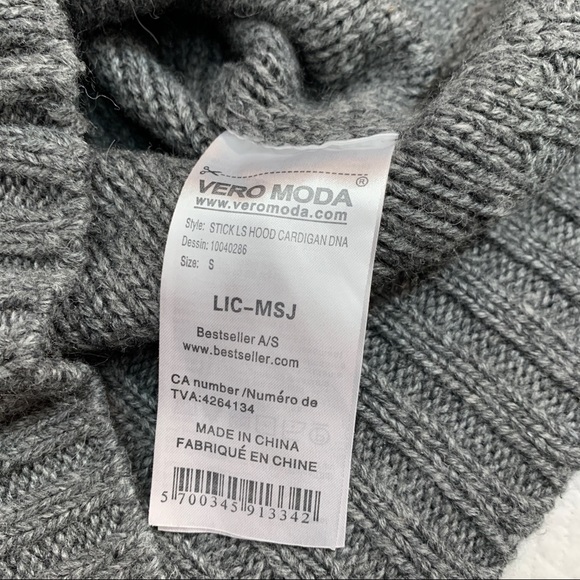 VERO MODA®
www.veromoda.com
Style: STICK LS HOOD CARDIGAN DNA
Dessin: 10040286
Size: S
LIC-MSJ
Bestseller A/S
www.bestseller.com
CA number /Numéro de
TVA:4264134
MADE IN CHINA
FABRIQUÉ EN CHINE
5 700345 913342